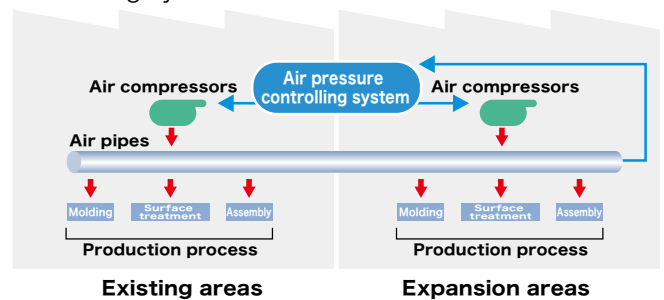 Air pressure
controlling system
Air compressors
Air compressors
Air pipes
Molding
Surface
treatment
Assembly
Molding
Surface
treatment
Assembly
Production process
Production process
Existing areas
Expansion areas